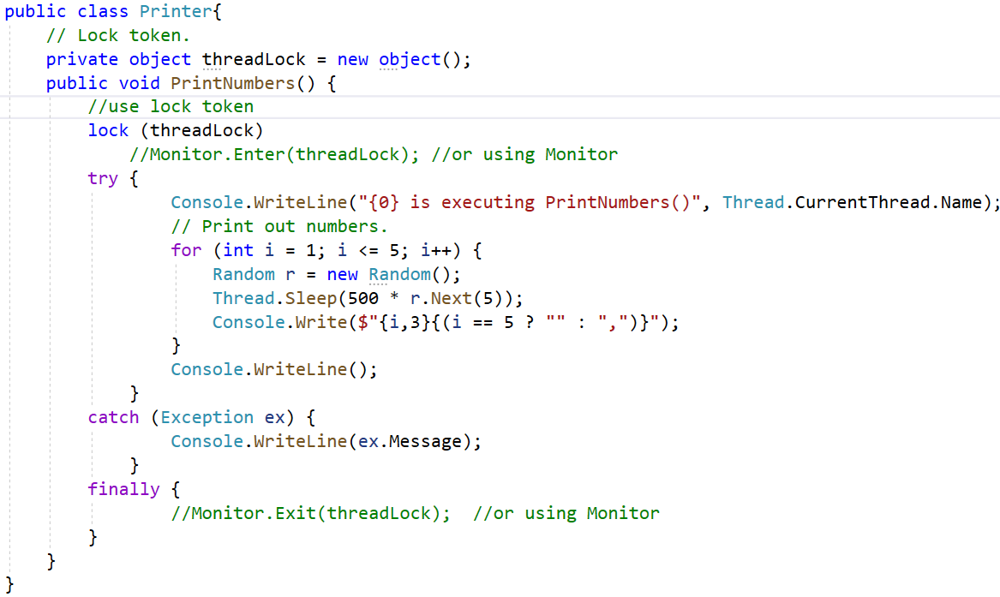 public class Printer{
    // Lock token.
    private object threadLock = new object();
    public void PrintNumbers() {
        //use lock token
        lock (threadLock)
            //Monitor.Enter(threadLock); //or using Monitor
        try {
                Console.WriteLine("{0} is executing PrintNumbers()", Thread.CurrentThread.Name);
                // Print out numbers.
                for (int i = 1; i <= 5; i++) {
                    Random r = new Random();
                    Thread.Sleep(500 * r.Next(5));
                    Console.Write($"{i,3}{(i == 5 ? "" : ",")}");
                }
                Console.WriteLine();
            }
        catch (Exception ex) {
                Console.WriteLine(ex.Message);
            }
        finally {
                //Monitor.Exit(threadLock);  //or using Monitor
        }
    }
}